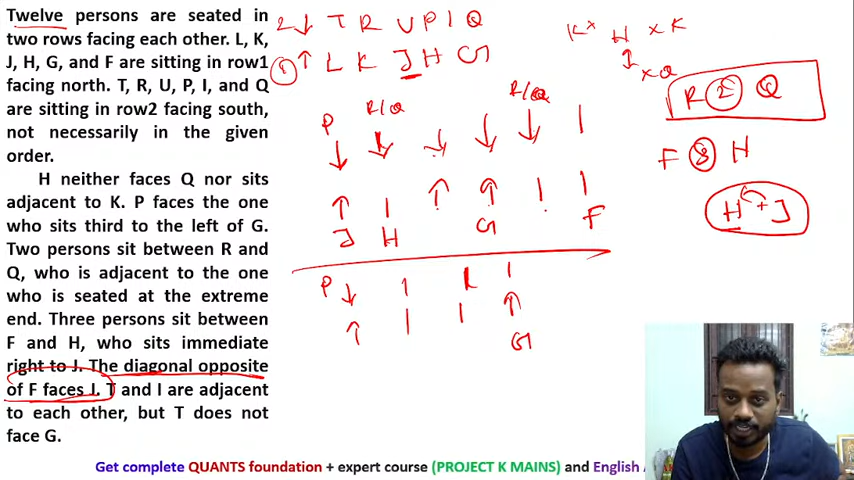 Twelve persons are seated in
two rows facing each other. L, K,
J, H, G, and F are sitting in row1
facing north. T, R, U, P, I, and Q
are sitting in row2 facing south,
not necessarily in the given
order.
H neither faces Q nor sits
adjacent to K. P faces the one
who sits third to the left of G.
Two persons sit between R and
Q, who is adjacent to the one
who is seated at the extreme
end. Three persons sit between
F and H, who sits immediate
right to J. The diagonal opposite
of F faces I. T and I are adjacent
to each other, but T does not
face G.
2 ↓ T R U P I Q
① ↑ L K J H G
K× H ×K
↕ ×Q
R ② Q
F ③ H
H + J
P R/Q R/Q
J H G F
P
G
Get complete QUANTS foundation + expert course (PROJECT K MAINS) and English